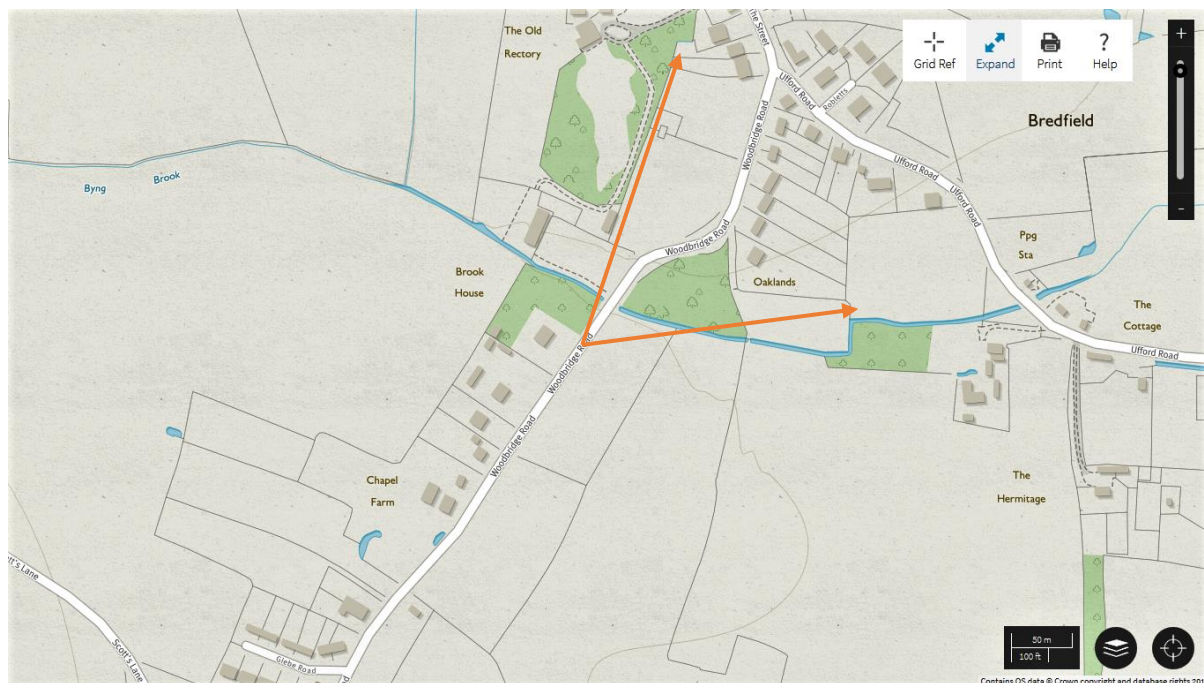 The Old
Rectory
The Street
Grid Ref
Expand
Print
?
Help
+
-
Ufford Road
Robletts
Bredfield
Woodbridge Road
Ufford Road
Ufford Road
Byng
Brook
Woodbridge Road
Ppg
Sta
Brook
House
Oaklands
The
Cottage
Woodbridge Road
Ufford Road
Woodbridge Road
Chapel
Farm
The
Hermitage
Scott's Lane
Scott's Lane
Glebe Road
50 m
100 ft
Contains OS data © Crown copyright and database rights 20